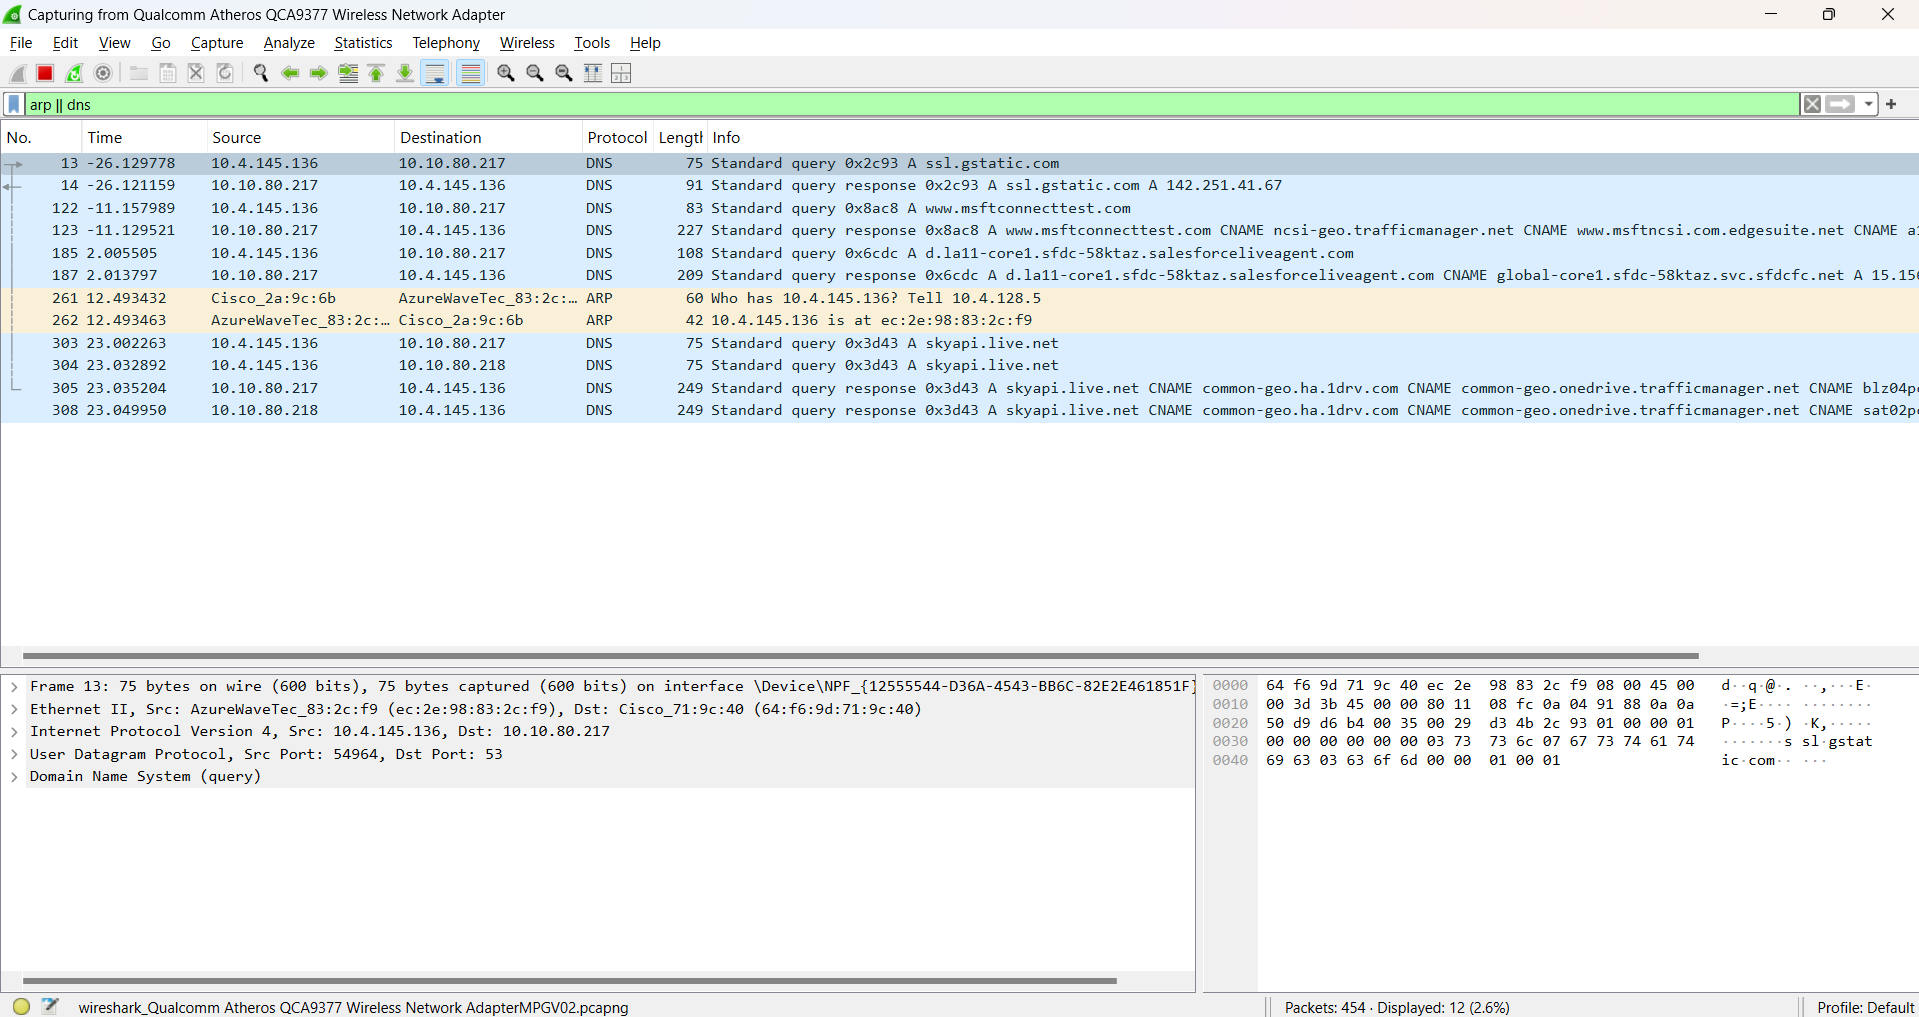 Capturing from Qualcomm Atheros QCA9377 Wireless Network Adapter
File Edit View Go Capture Analyze Statistics Telephony Wireless Tools Help
arp || dns
No. Time Source Destination Protocol Lengtl Info
13 -26.129778 10.4.145.136 10.10.80.217 DNS 75 Standard query 0x2c93 A ssl.gstatic.com
14 -26.121159 10.10.80.217 10.4.145.136 DNS 91 Standard query response 0x2c93 A ssl.gstatic.com A 142.251.41.67
122 -11.157989 10.4.145.136 10.10.80.217 DNS 83 Standard query 0x8ac8 A www.msftconnecttest.com
123 -11.129521 10.10.80.217 10.4.145.136 DNS 227 Standard query response 0x8ac8 A www.msftconnecttest.com CNAME ncsi-geo.trafficmanager.net CNAME www.msftncsi.com.edgesuite.net CNAME a
185 2.005505 10.4.145.136 10.10.80.217 DNS 108 Standard query 0x6cdc A d.la11-core1.sfdc-58ktaz.salesforceliveagent.com
187 2.013797 10.10.80.217 10.4.145.136 DNS 209 Standard query response 0x6cdc A d.la11-core1.sfdc-58ktaz.salesforceliveagent.com CNAME global-core1.sfdc-58ktaz.svc.sfdcfc.net A 15.15
261 12.493432 Cisco_2a:9c:6b AzureWaveTec_83:2c:… ARP 60 Who has 10.4.145.136? Tell 10.4.128.5
262 12.493463 AzureWaveTec_83:2c:… Cisco_2a:9c:6b ARP 42 10.4.145.136 is at ec:2e:98:83:2c:f9
303 23.002263 10.4.145.136 10.10.80.217 DNS 75 Standard query 0x3d43 A skyapi.live.net
304 23.032892 10.4.145.136 10.10.80.218 DNS 75 Standard query 0x3d43 A skyapi.live.net
305 23.035204 10.10.80.217 10.4.145.136 DNS 249 Standard query response 0x3d43 A skyapi.live.net CNAME common-geo.ha.1drv.com CNAME common-geo.onedrive.trafficmanager.net CNAME blz04p
308 23.049950 10.10.80.218 10.4.145.136 DNS 249 Standard query response 0x3d43 A skyapi.live.net CNAME common-geo.ha.1drv.com CNAME common-geo.onedrive.trafficmanager.net CNAME sat02p
Frame 13: 75 bytes on wire (600 bits), 75 bytes captured (600 bits) on interface \Device\NPF_{12555544-D36A-4543-BB6C-82E2E461851F}
Ethernet II, Src: AzureWaveTec_83:2c:f9 (ec:2e:98:83:2c:f9), Dst: Cisco_71:9c:40 (64:f6:9d:71:9c:40)
Internet Protocol Version 4, Src: 10.4.145.136, Dst: 10.10.80.217
User Datagram Protocol, Src Port: 54964, Dst Port: 53
Domain Name System (query)
0000 64 f6 9d 71 9c 40 ec 2e 98 83 2c f9 08 00 45 00 d··q·@·. ··,···E·
0010 00 3d 3b 45 00 00 80 11 08 fc 0a 04 91 88 0a 0a ·=;E···· ········
0020 50 d9 d6 b4 00 35 00 29 d3 4b 2c 93 01 00 00 01 P····5·) ·K,·····
0030 00 00 00 00 00 00 03 73 73 6c 07 67 73 74 61 74 ·······s sl·gstat
0040 69 63 03 63 6f 6d 00 00 01 00 01 ic·com·· ···
wireshark_Qualcomm Atheros QCA9377 Wireless Network AdapterMPGV02.pcapng
Packets: 454 · Displayed: 12 (2.6%)
Profile: Default